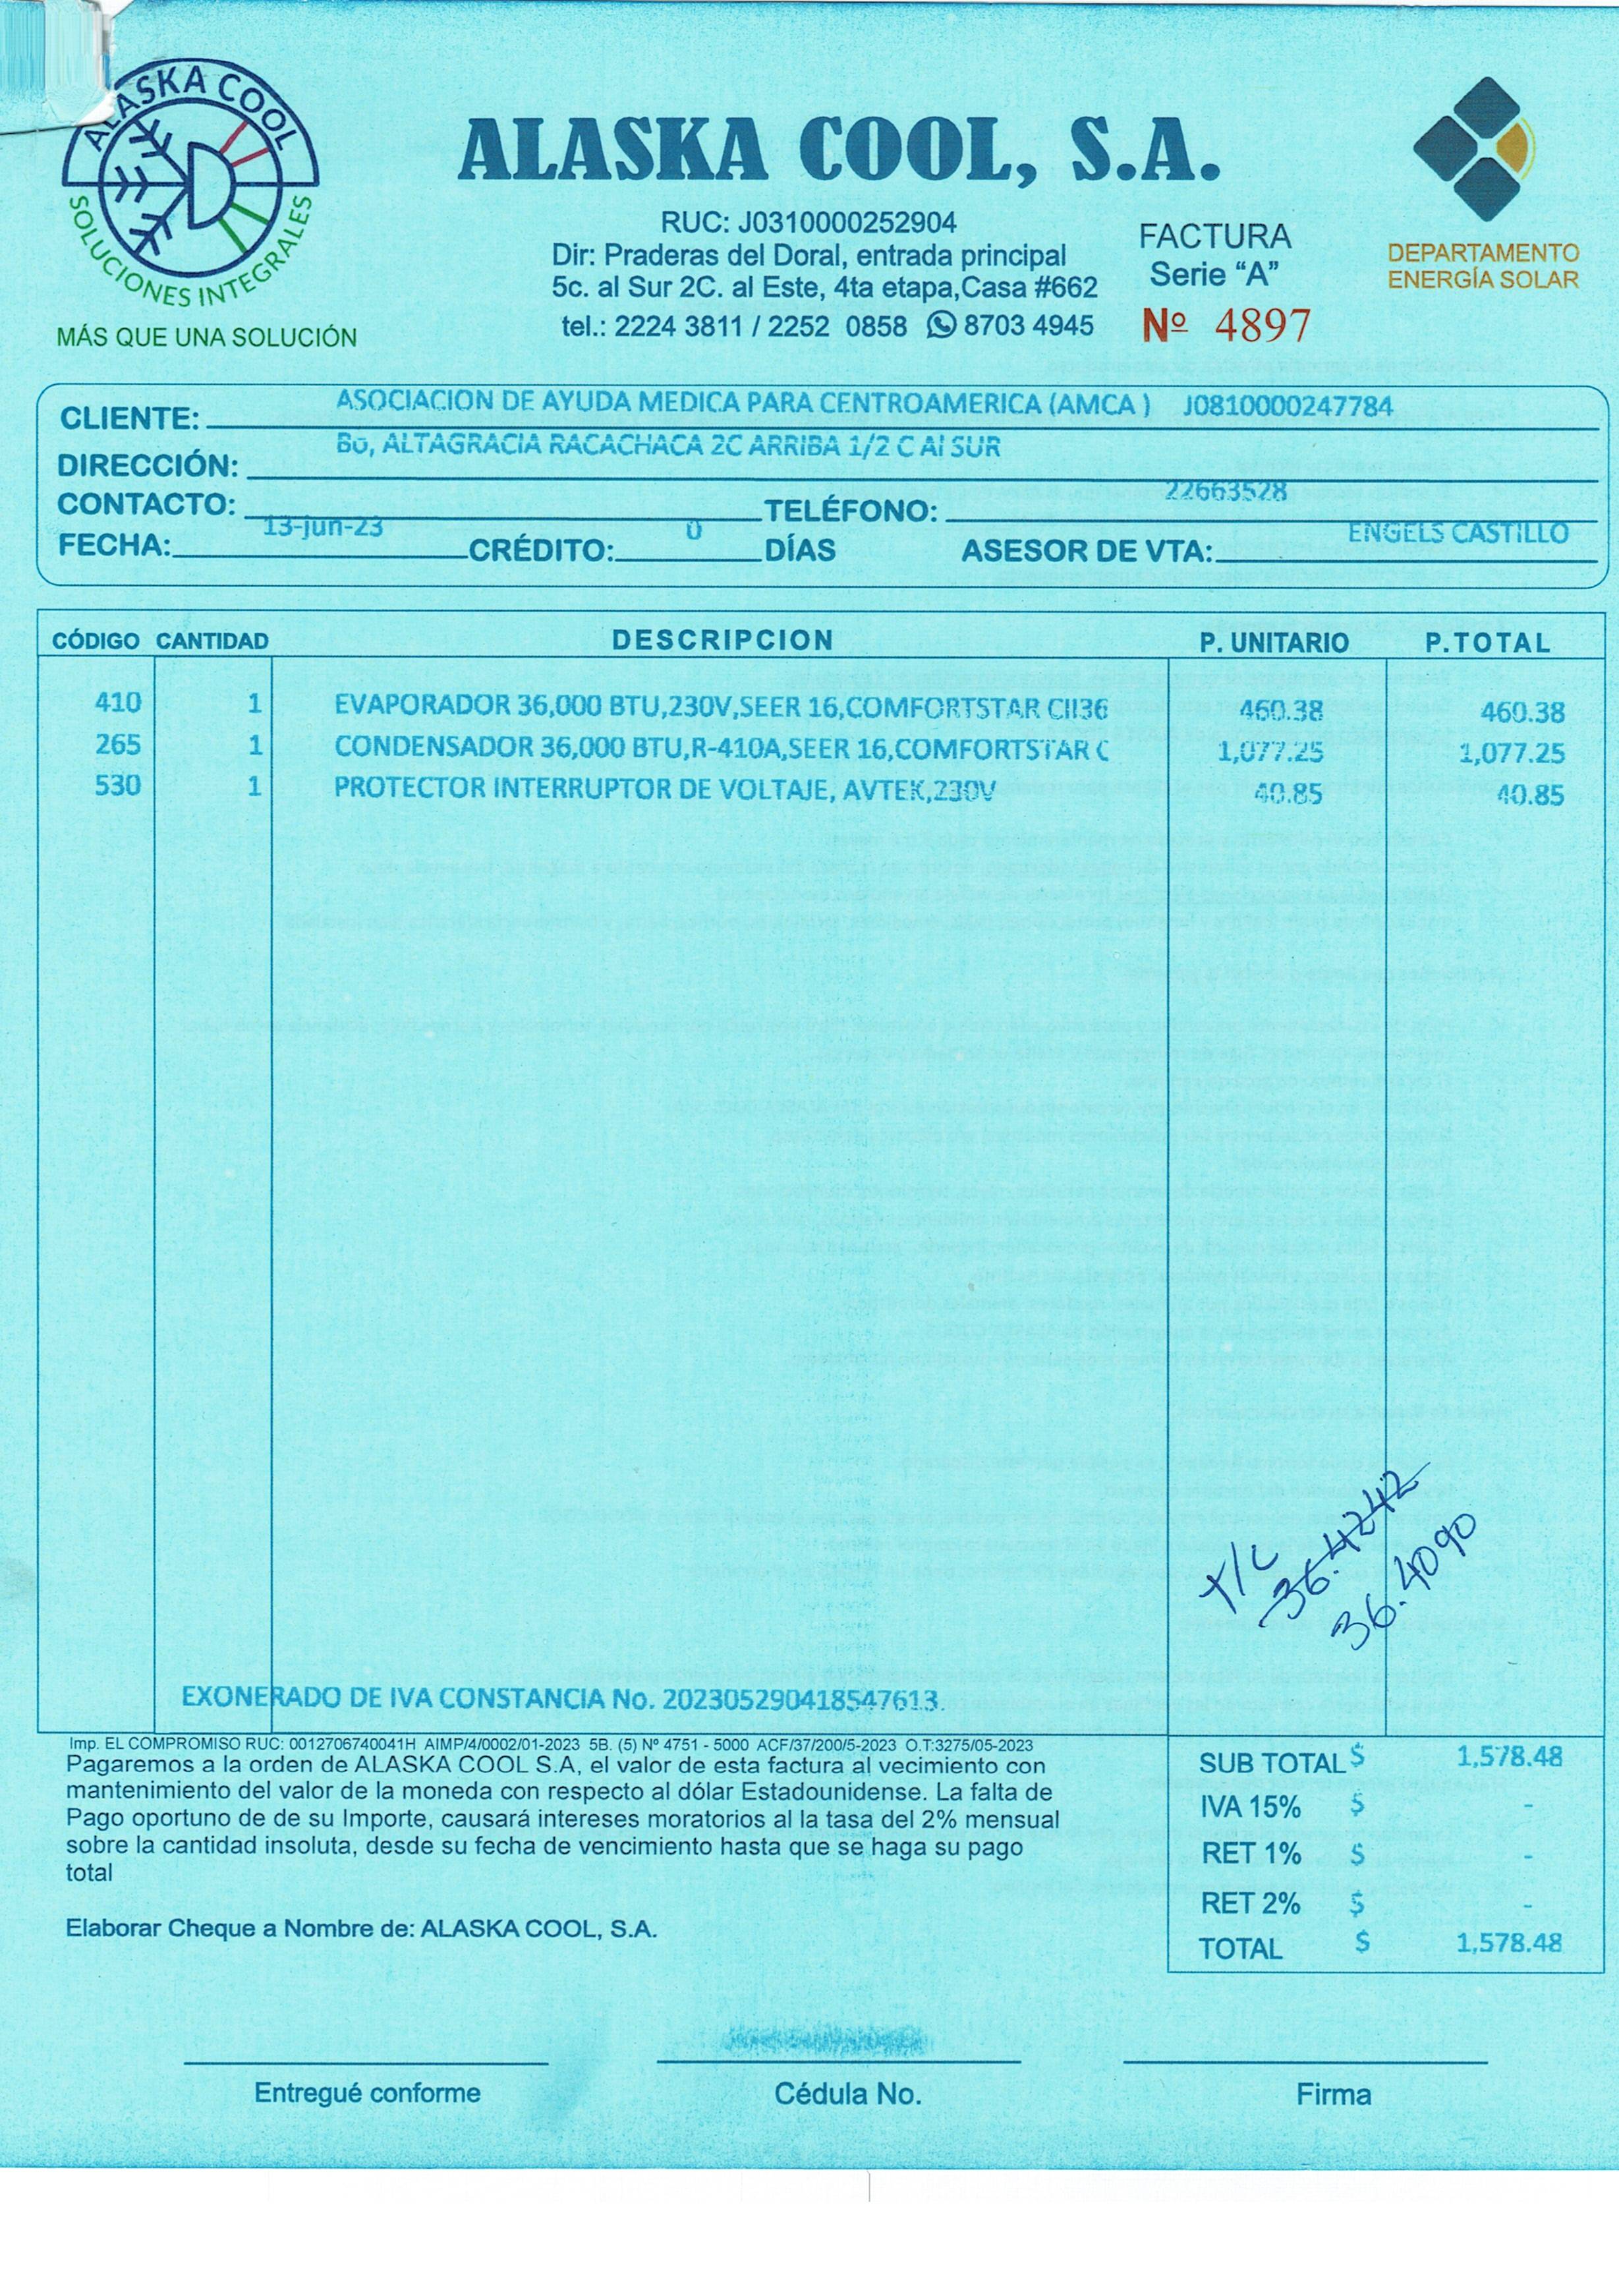 ALASKA COOL
SOLUCIONES INTEGRALES
MÁS QUE UNA SOLUCIÓN
ALASKA COOL, S.A.
RUC: J0310000252904
Dir: Praderas del Doral, entrada principal
5c. al Sur 2C. al Este, 4ta etapa,Casa #662
tel.: 2224 3811 / 2252 0858 8703 4945
FACTURA
Serie "A"
Nº 4897
DEPARTAMENTO
ENERGÍA SOLAR
CLIENTE: ASOCIACION DE AYUDA MEDICA PARA CENTROAMERICA (AMCA ) J0810000247784
DIRECCIÓN: Bo, ALTAGRACIA RACACHACA 2C ARRIBA 1/2 C Al SUR
CONTACTO: TELÉFONO: 22663528
FECHA: 13-jun-23 CRÉDITO: 0 DÍAS ASESOR DE VTA: ENGELS CASTILLO
CÓDIGO CANTIDAD DESCRIPCION P. UNITARIO P.TOTAL
410 1 EVAPORADOR 36,000 BTU,230V,SEER 16,COMFORTSTAR CII36 460.38 460.38
265 1 CONDENSADOR 36,000 BTU,R-410A,SEER 16,COMFORTSTAR C 1,077.25 1,077.25
530 1 PROTECTOR INTERRUPTOR DE VOLTAJE, AVTEK,230V 40.85 40.85
T/C
36.4242
36.4090
EXONERADO DE IVA CONSTANCIA No. 202305290418547613.
Imp. EL COMPROMISO RUC: 0012706740041H AIMP/4/0002/01-2023 5B. (5) Nº 4751 - 5000 ACF/37/200/5-2023 O.T:3275/05-2023
Pagaremos a la orden de ALASKA COOL S.A, el valor de esta factura al vecimiento con
mantenimiento del valor de la moneda con respecto al dólar Estadounidense. La falta de
Pago oportuno de de su Importe, causará intereses moratorios al la tasa del 2% mensual
sobre la cantidad insoluta, desde su fecha de vencimiento hasta que se haga su pago
total
Elaborar Cheque a Nombre de: ALASKA COOL, S.A.
SUB TOTAL $ 1,578.48
IVA 15% $ -
RET 1% $ -
RET 2% $ -
TOTAL $ 1,578.48
Entregué conforme
Cédula No.
Firma